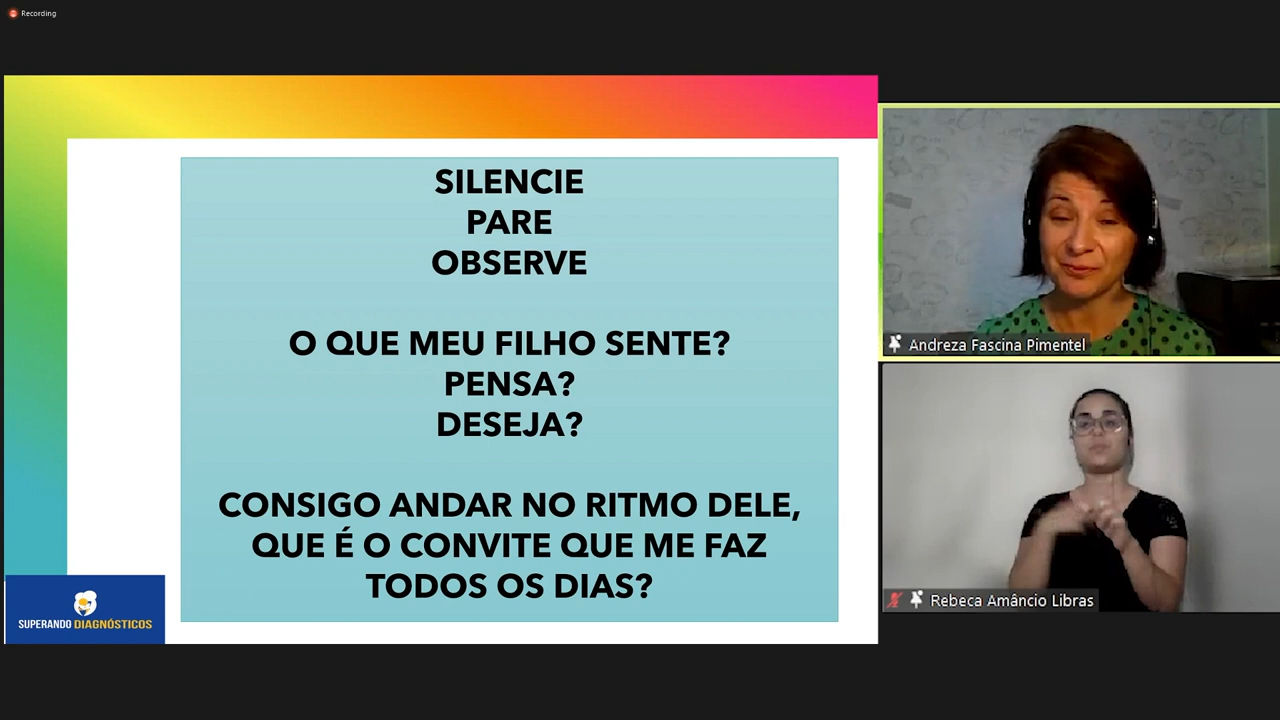 Recording
SILENCIE
PARE
OBSERVE
O QUE MEU FILHO SENTE?
PENSA?
DESEJA?
CONSIGO ANDAR NO RITMO DELE,
QUE É O CONVITE QUE ME FAZ
TODOS OS DIAS?
SUPERANDO DIAGNÓSTICOS
Andreza Fascina Pimentel
Rebeca Amâncio Libras